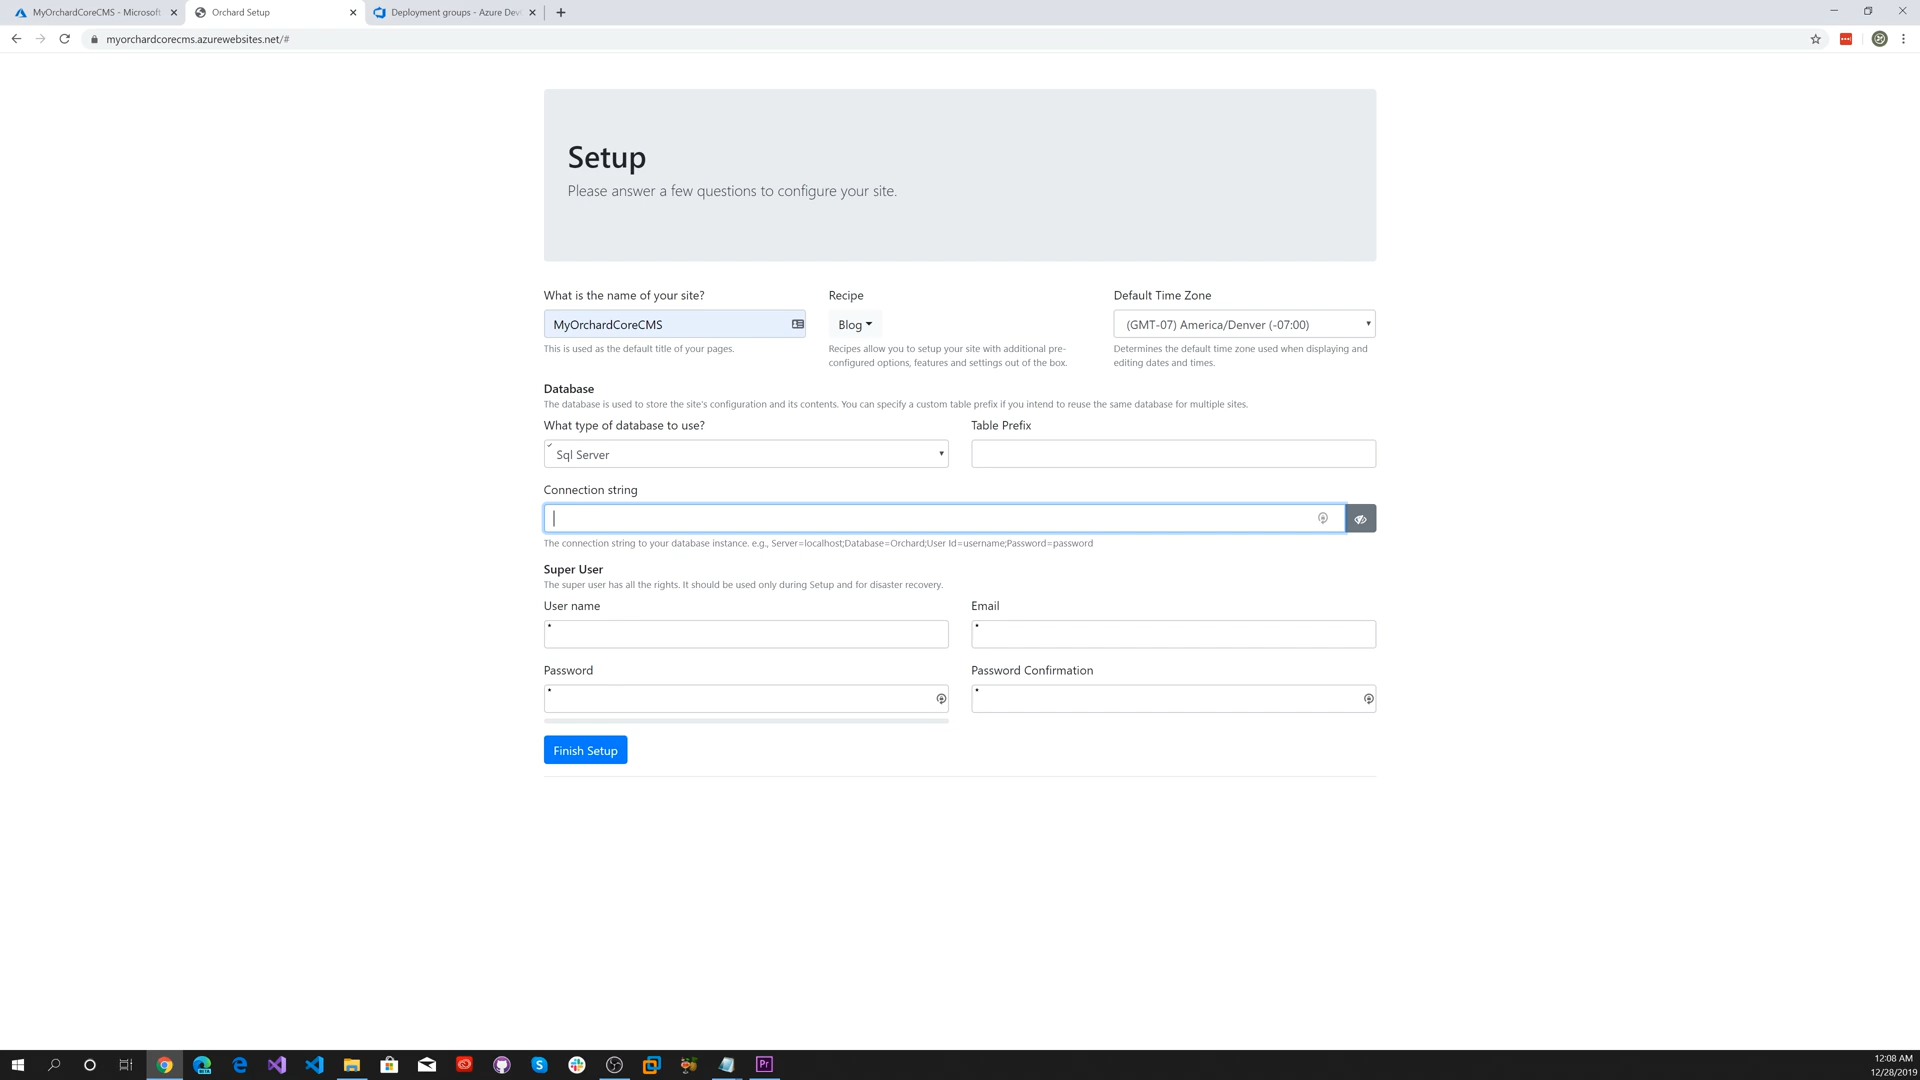 MyOrchardCoreCMS - Microsoft
Orchard Setup
Deployment groups - Azure Dev
myorchardcorecms.azurewebsites.net/#
Setup
Please answer a few questions to configure your site.
What is the name of your site?
Recipe
Default Time Zone
MyOrchardCoreCMS
Blog
(GMT-07) America/Denver (-07:00)
This is used as the default title of your pages.
Recipes allow you to setup your site with additional pre-
configured options, features and settings out of the box.
Determines the default time zone used when displaying and
editing dates and times.
Database
The database is used to store the site's configuration and its contents. You can specify a custom table prefix if you intend to reuse the same database for multiple sites.
What type of database to use?
Table Prefix
Sql Server
Connection string
The connection string to your database instance. e.g., Server=localhost;Database=Orchard;User Id=username;Password=password
Super User
The super user has all the rights. It should be used only during Setup and for disaster recovery.
User name
Email
*
*
Password
Password Confirmation
*
*
Finish Setup
BETA
Pr
12:08 AM
12/28/2019